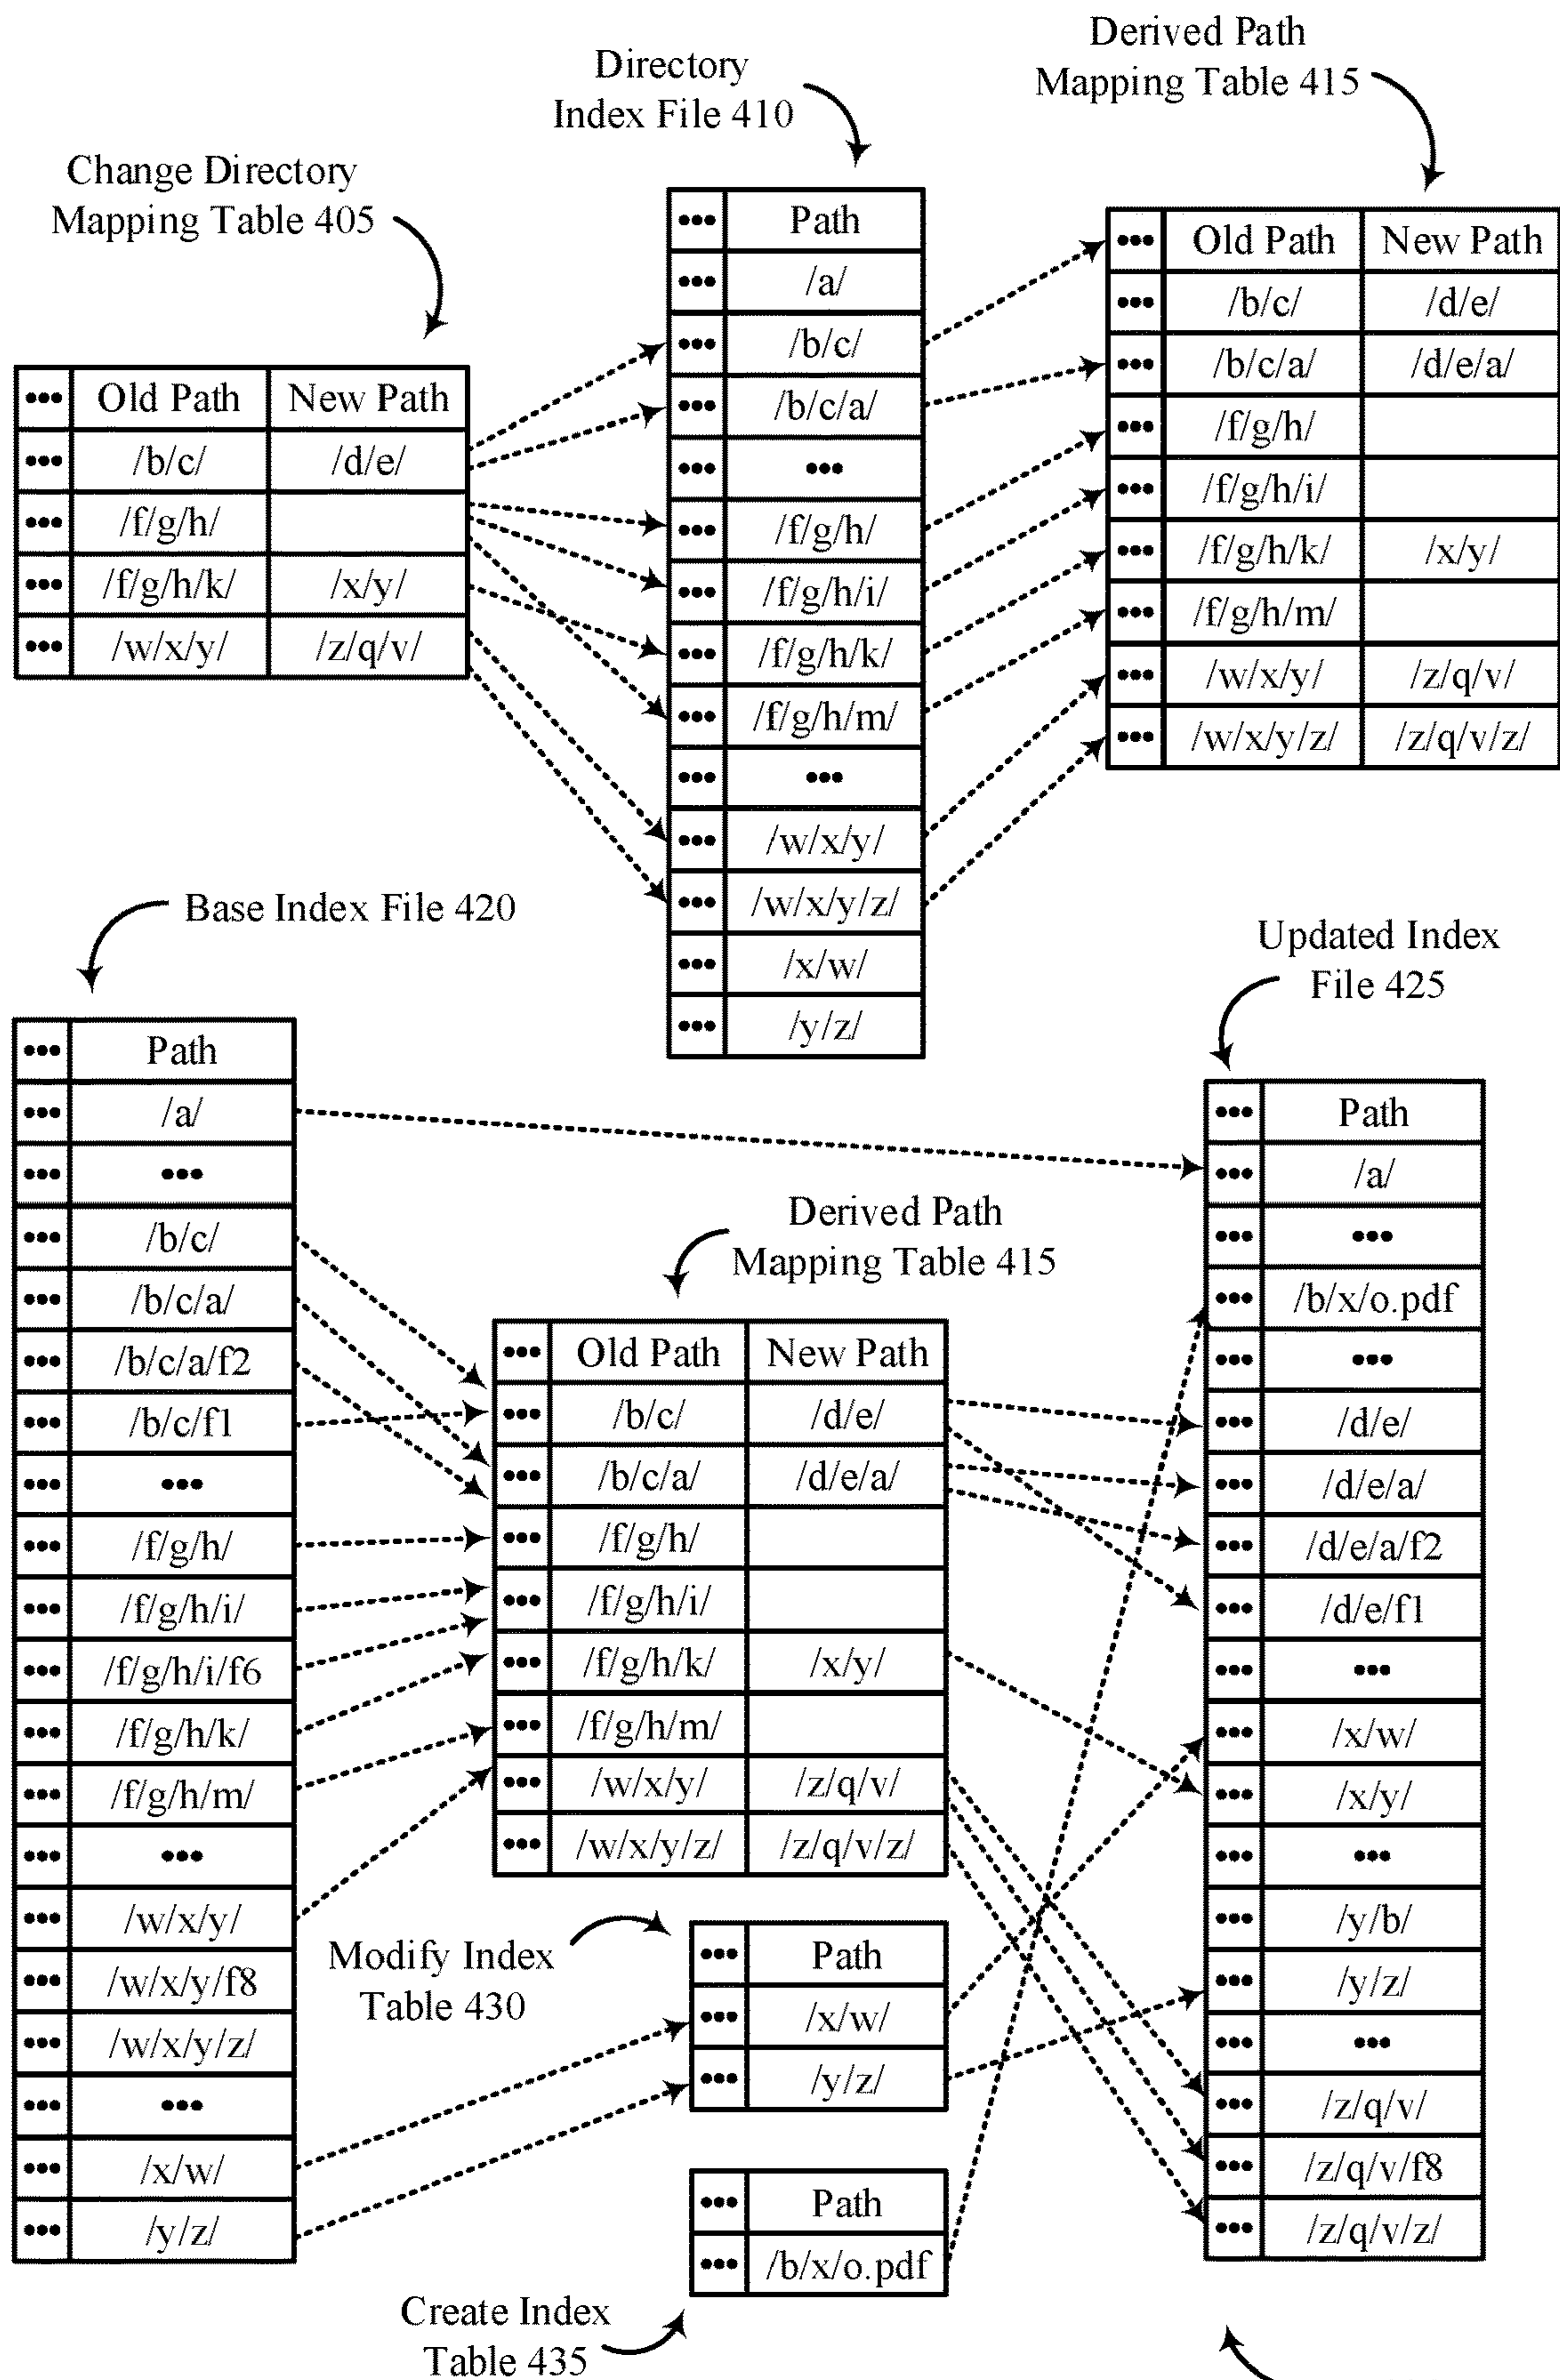 Change Directory
Mapping Table 405
••• Old Path New Path
••• /b/c/ /d/e/
••• /f/g/h/
••• /f/g/h/k/ /x/y/
••• /w/x/y/ /z/q/v/
Directory
Index File 410
••• Path
••• /a/
••• /b/c/
••• /b/c/a/
••• •••
••• /f/g/h/
••• /f/g/h/i/
••• /f/g/h/k/
••• /f/g/h/m/
••• •••
••• /w/x/y/
••• /w/x/y/z/
••• /x/w/
••• /y/z/
Derived Path
Mapping Table 415
••• Old Path New Path
••• /b/c/ /d/e/
••• /b/c/a/ /d/e/a/
••• /f/g/h/
••• /f/g/h/i/
••• /f/g/h/k/ /x/y/
••• /f/g/h/m/
••• /w/x/y/ /z/q/v/
••• /w/x/y/z/ /z/q/v/z/
Base Index File 420
••• Path
••• /a/
••• •••
••• /b/c/
••• /b/c/a/
••• /b/c/a/f2
••• /b/c/f1
••• •••
••• /f/g/h/
••• /f/g/h/i/
••• /f/g/h/i/f6
••• /f/g/h/k/
••• /f/g/h/m/
••• •••
••• /w/x/y/
••• /w/x/y/f8
••• /w/x/y/z/
••• •••
••• /x/w/
••• /y/z/
Derived Path
Mapping Table 415
••• Old Path New Path
••• /b/c/ /d/e/
••• /b/c/a/ /d/e/a/
••• /f/g/h/
••• /f/g/h/i/
••• /f/g/h/k/ /x/y/
••• /f/g/h/m/
••• /w/x/y/ /z/q/v/
••• /w/x/y/z/ /z/q/v/z/
Modify Index
Table 430
••• Path
••• /x/w/
••• /y/z/
••• Path
••• /b/x/o.pdf
Create Index
Table 435
Updated Index
File 425
••• Path
••• /a/
••• •••
••• /b/x/o.pdf
••• •••
••• /d/e/
••• /d/e/a/
••• /d/e/a/f2
••• /d/e/f1
••• •••
••• /x/w/
••• /x/y/
••• •••
••• /y/b/
••• /y/z/
••• •••
••• /z/q/v/
••• /z/q/v/f8
••• /z/q/v/z/